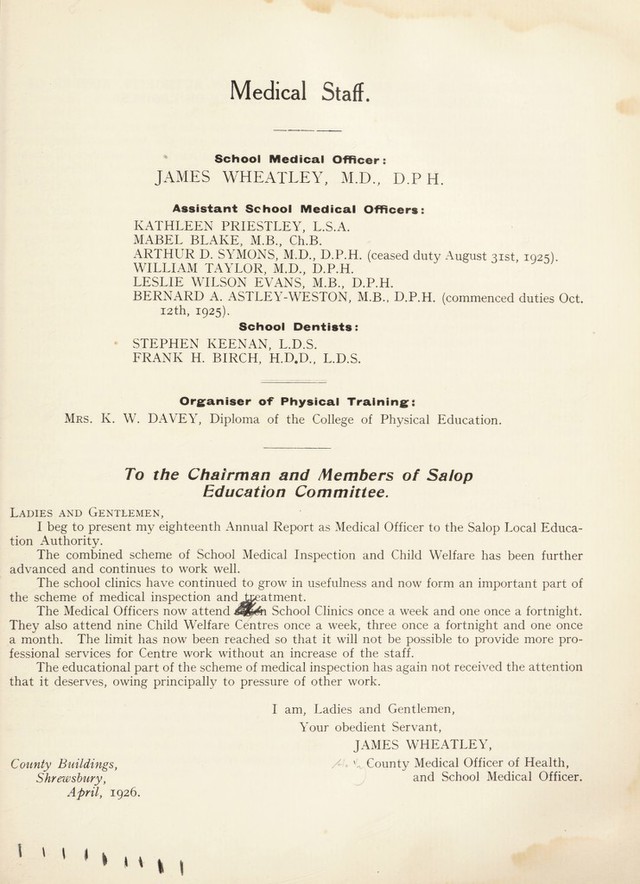 Medical Staff.
School Medical Officer:
JAMES WHEATLEY, M.D., D.P H.
Assistant School Medical Officers:
KATHLEEN PRIESTLEY, L.S.A.
MABEL BLAKE, M.B., Ch.B.
ARTHUR D. SYMONS, M.D., D.P.H. (ceased duty August 31st, 1925).
WILLIAM TAYLOR, M.D., D.P.H.
LESLIE WILSON EVANS, M.B., D.P.H.
BERNARD A. ASTLEY-WESTON, M.B., D.P.H. (commenced duties Oct.
12th, 1925).
School Dentists:
STEPHEN KEENAN, L.D.S.
FRANK H. BIRCH, H.D.D., L.D.S.
Organiser of Physical Training:
MRS. K. W. DAVEY, Diploma of the College of Physical Education.
To the Chairman and Members of Salop
Education Committee.
LADIES AND GENTLEMEN,
I beg to present my eighteenth Annual Report as Medical Officer to the Salop Local Educa-
tion Authority.
The combined scheme of School Medical Inspection and Child Welfare has been further
advanced and continues to work well.
The school clinics have continued to grow in usefulness and now form an important part of
the scheme of medical inspection and treatment.
The Medical Officers now attend School Clinics once a week and one once a fortnight.
They also attend nine Child Welfare Centres once a week, three once a fortnight and one once
a month. The limit has now been reached so that it will not be possible to provide more pro-
fessional services for Centre work without an increase of the staff.
The educational part of the scheme of medical inspection has again not received the attention
that it deserves, owing principally to pressure of other work.
I am, Ladies and Gentlemen,
Your obedient Servant,
JAMES WHEATLEY,
County Medical Officer of Health,
and School Medical Officer.
County Buildings,
Shrewsbury,
April, 1926.